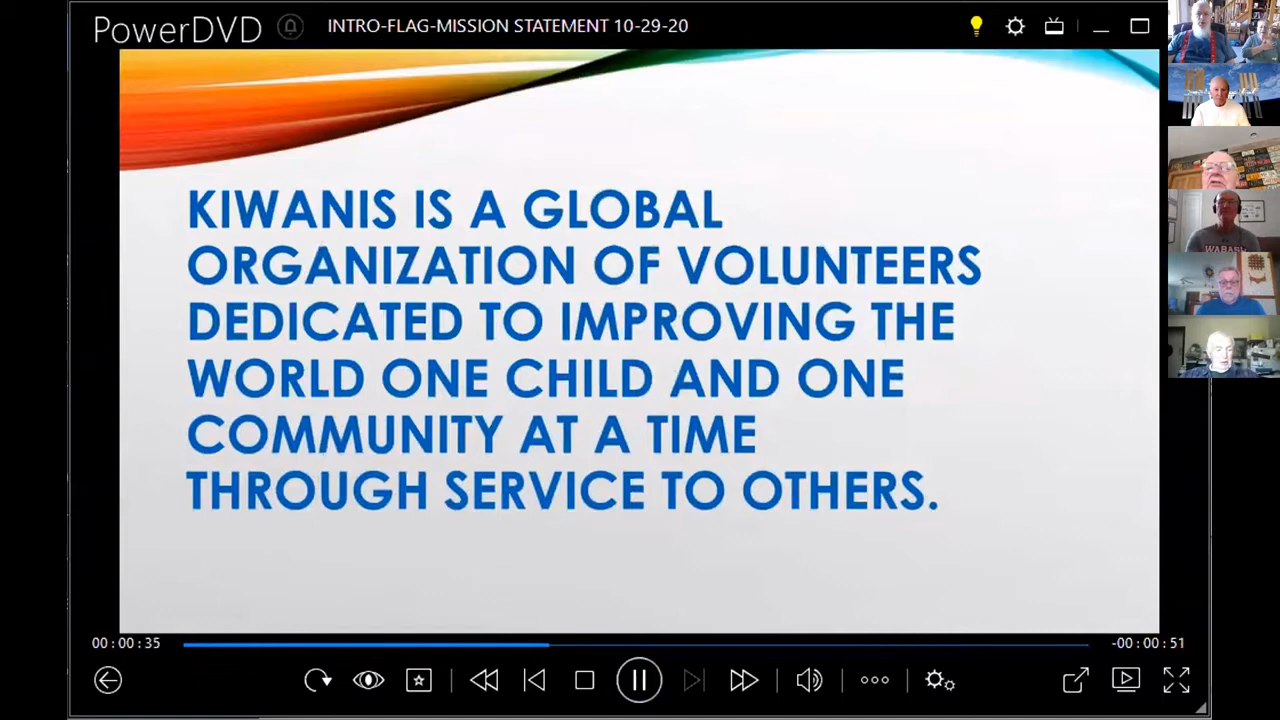 PowerDVD
INTRO-FLAG-MISSION STATEMENT 10-29-20
KIWANIS IS A GLOBAL
ORGANIZATION OF VOLUNTEERS
DEDICATED TO IMPROVING THE
WORLD ONE CHILD AND ONE
COMMUNITY AT A TIME
THROUGH SERVICE TO OTHERS.
00:00:35
-00:00:51
WABASH